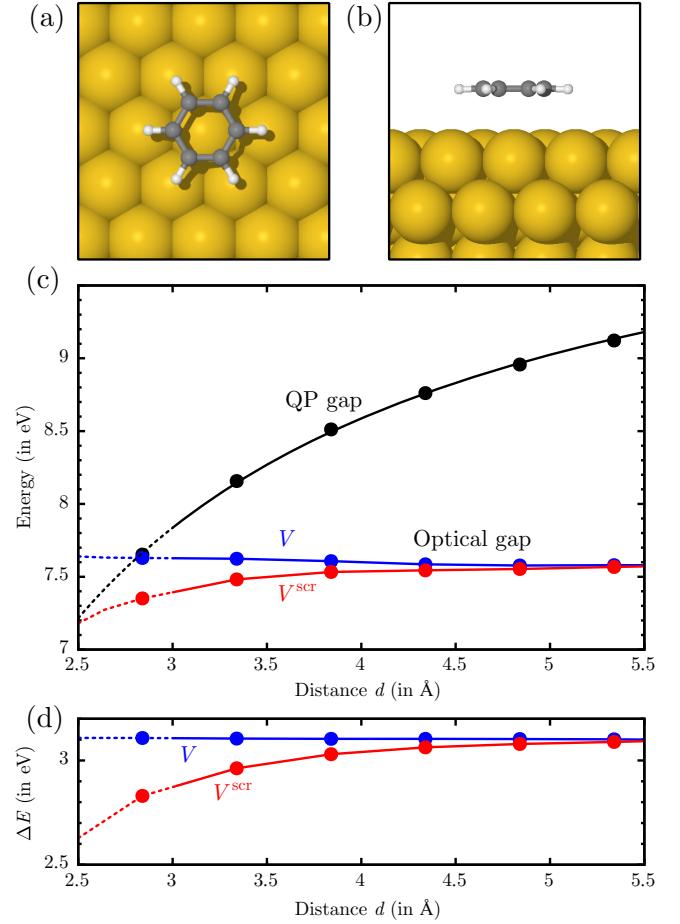 (a)
(b)
(c)
9
8.5
8
7.5
7
Energy (in eV)
QP gap
V
Optical gap
V^scr
2.5 3 3.5 4 4.5 5 5.5
Distance d (in Å)
(d)
3
2.5
ΔE (in eV)
V
V^scr
2.5 3 3.5 4 4.5 5 5.5
Distance d (in Å)